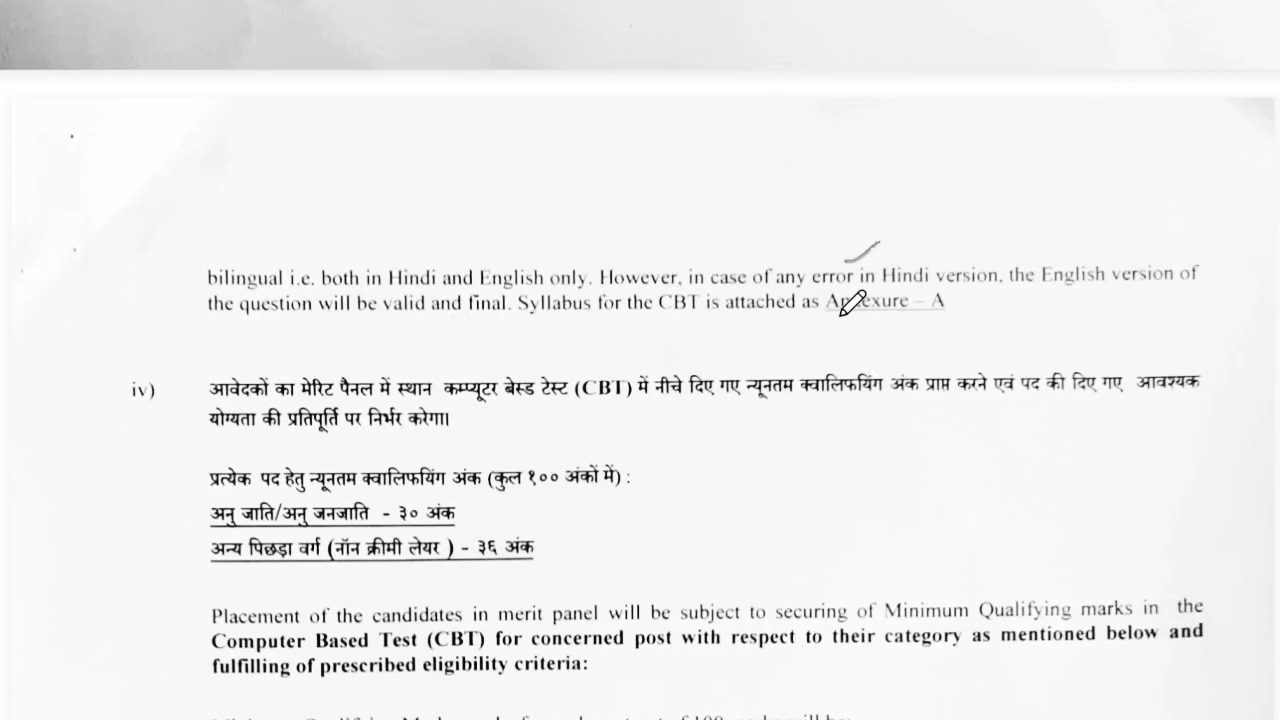 bilingual i.e. both in Hindi and English only. However, in case of any error in Hindi version, the English version of
the question will be valid and final. Syllabus for the CBT is attached as Annexure – A
iv) आवेदकों का मेरिट पैनल में स्थान कम्प्यूटर बेस्ड टेस्ट (CBT) में नीचे दिए गए न्यूनतम क्वालिफयिंग अंक प्राप्त करने एवं पद की दिए गए आवश्यक
योग्यता की प्रतिपूर्ति पर निर्भर करेगा।
प्रत्येक पद हेतु न्यूनतम क्वालिफयिंग अंक (कुल १०० अंकों में) :
अनु जाति/अनु जनजाति - ३० अंक
अन्य पिछड़ा वर्ग (नॉन क्रीमी लेयर ) - ३६ अंक
Placement of the candidates in merit panel will be subject to securing of Minimum Qualifying marks in the
Computer Based Test (CBT) for concerned post with respect to their category as mentioned below and
fulfilling of prescribed eligibility criteria: